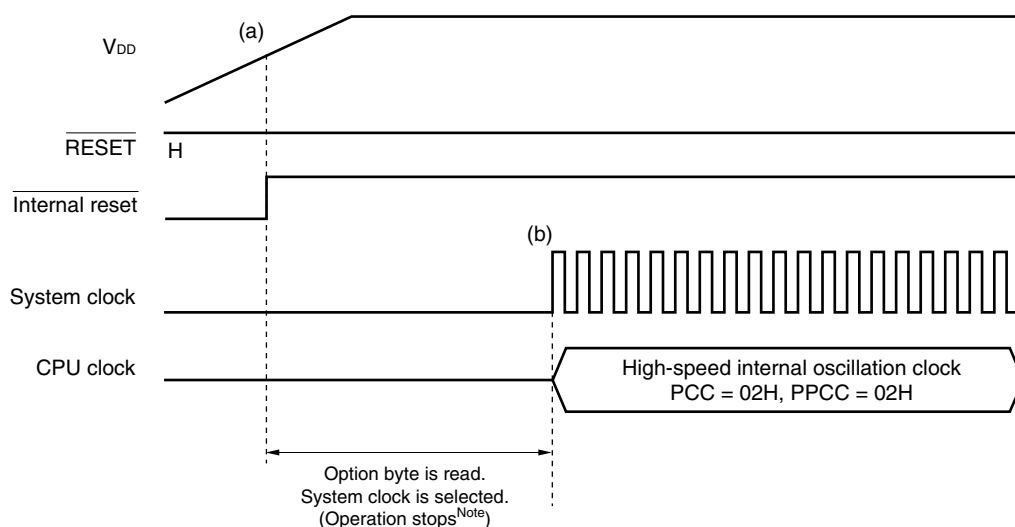 (a)
VDD
RESET
H
Internal reset
(b)
System clock
CPU clock
High-speed internal oscillation clock
PCC = 02H, PPCC = 02H
Option byte is read.
System clock is selected.
(Operation stopsNote)